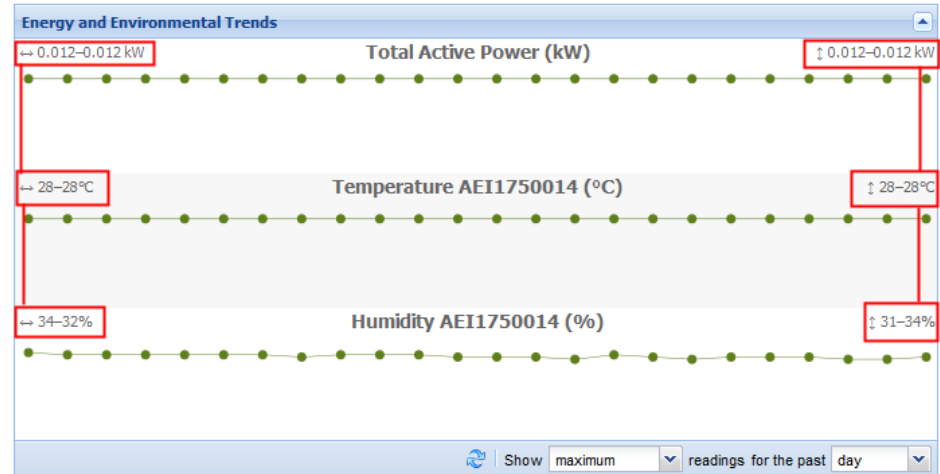 Energy and Environmental Trends
↔ 0.012–0.012 kW Total Active Power (kW) ↕ 0.012–0.012 kW
↔ 28–28°C Temperature AEI1750014 (°C) ↕ 28–28°C
↔ 34–32% Humidity AEI1750014 (%) ↕ 31–34%
Show maximum readings for the past day